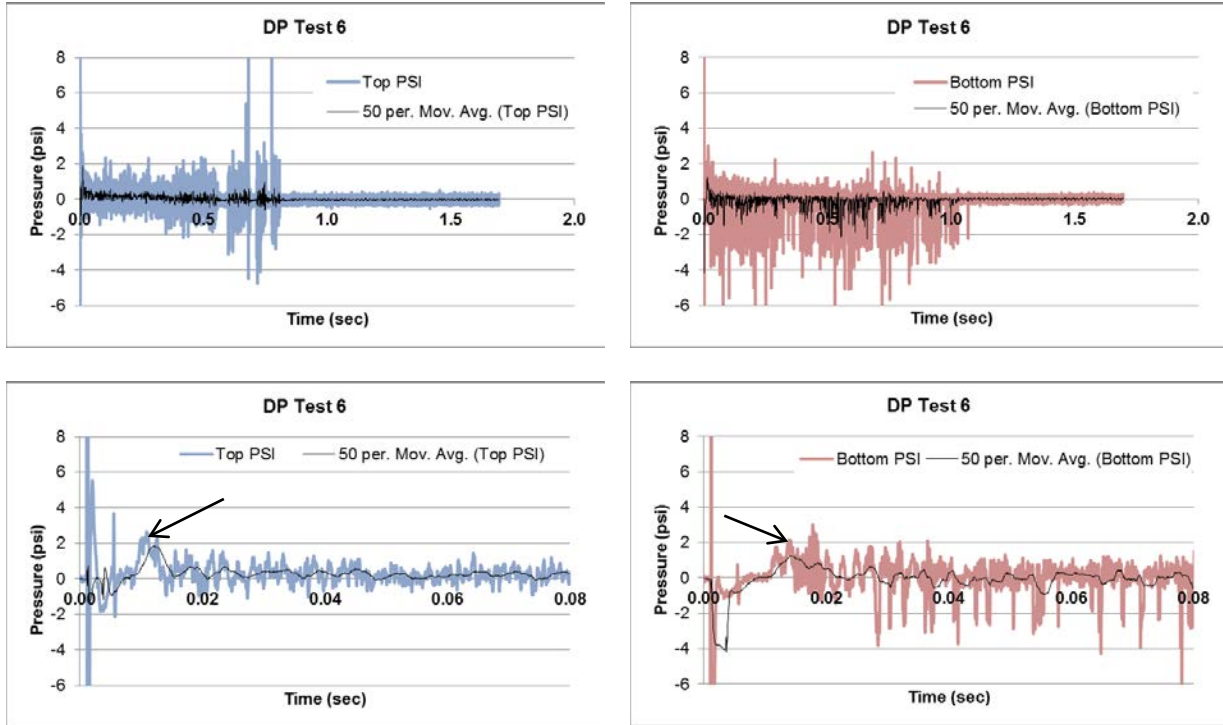 DP Test 6
8
6
4
2
0
-2
-4
-6
Pressure (psi)
Top PSI
50 per. Mov. Avg. (Top PSI)
0.0 0.5 1.0 1.5 2.0
Time (sec)
DP Test 6
8
6
4
2
0
-2
-4
-6
Pressure (psi)
Bottom PSI
50 per. Mov. Avg. (Bottom PSI)
0.0 0.5 1.0 1.5 2.0
Time (sec)
DP Test 6
8
6
4
2
0
-2
-4
-6
Pressure (psi)
Top PSI 50 per. Mov. Avg. (Top PSI)
0.00 0.02 0.04 0.06 0.08
Time (sec)
DP Test 6
8
6
4
2
0
-2
-4
-6
Pressure (psi)
Bottom PSI 50 per. Mov. Avg. (Bottom PSI)
0.00 0.02 0.04 0.06 0.08
Time (sec)